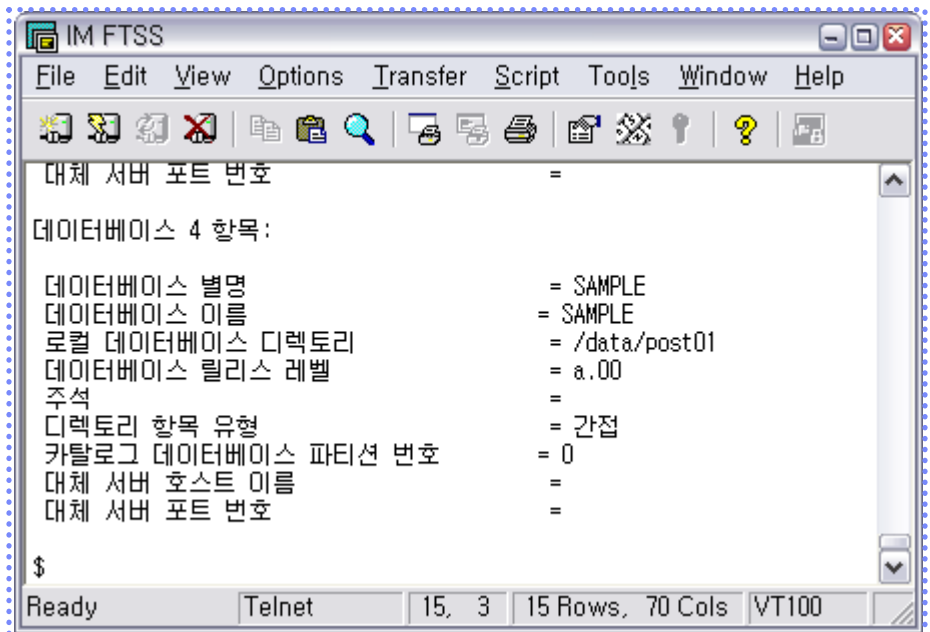 IM FTSS
File Edit View Options Transfer Script Tools Window Help
대체 서버 포트 번호 =
데이터베이스 4 항목:
데이터베이스 별명 = SAMPLE
데이터베이스 이름 = SAMPLE
로컬 데이터베이스 디렉토리 = /data/post01
데이터베이스 릴리스 레벨 = a.00
주석 =
디렉토리 항목 유형 = 간접
카탈로그 데이터베이스 파티션 번호 = 0
대체 서버 호스트 이름 =
대체 서버 포트 번호 =
$
Ready Telnet 15, 3 15 Rows, 70 Cols VT100